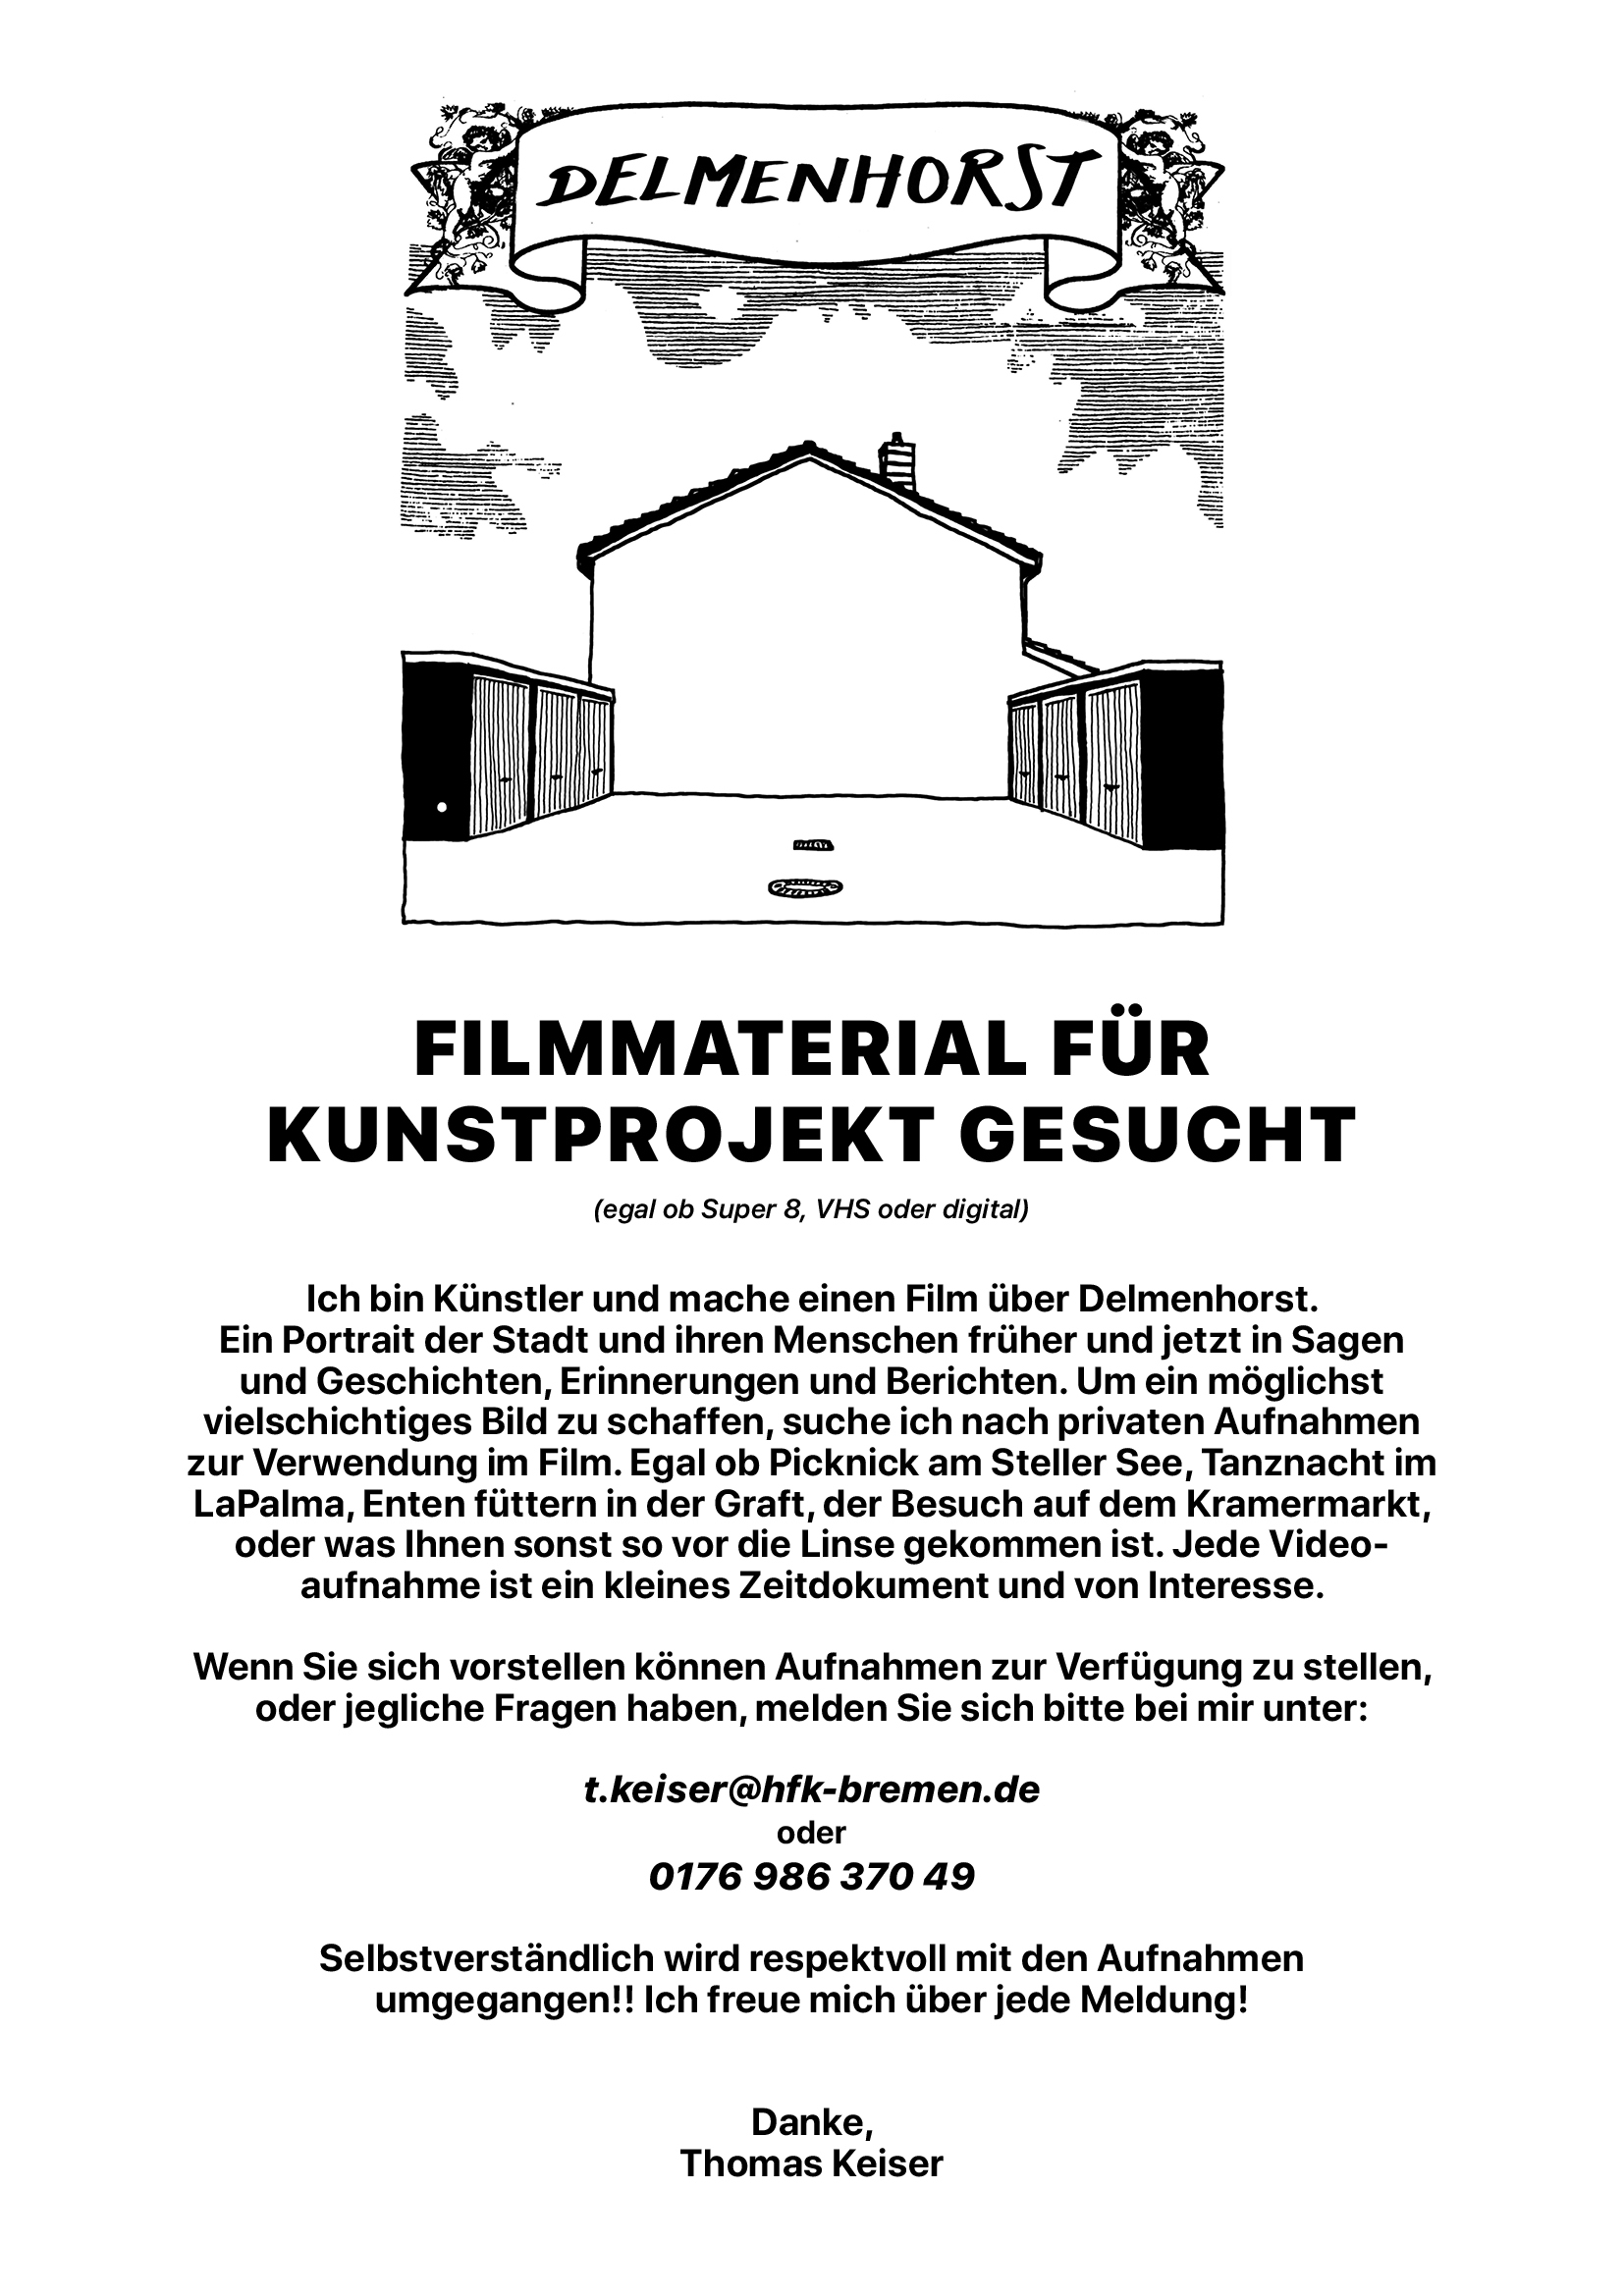 DELMENHORST
FILMMATERIAL FÜR
KUNSTPROJEKT GESUCHT
(egal ob Super 8, VHS oder digital)
Ich bin Künstler und mache einen Film über Delmenhorst.
Ein Portrait der Stadt und ihren Menschen früher und jetzt in Sagen
und Geschichten, Erinnerungen und Berichten. Um ein möglichst
vielschichtiges Bild zu schaffen, suche ich nach privaten Aufnahmen
zur Verwendung im Film. Egal ob Picknick am Steller See, Tanznacht im
LaPalma, Enten füttern in der Graft, der Besuch auf dem Kramermarkt,
oder was Ihnen sonst so vor die Linse gekommen ist. Jede Video-
aufnahme ist ein kleines Zeitdokument und von Interesse.
Wenn Sie sich vorstellen können Aufnahmen zur Verfügung zu stellen,
oder jegliche Fragen haben, melden Sie sich bitte bei mir unter:
t.keiser@hfk-bremen.de
oder
0176 986 370 49
Selbstverständlich wird respektvoll mit den Aufnahmen
umgegangen!! Ich freue mich über jede Meldung!
Danke,
Thomas Keiser